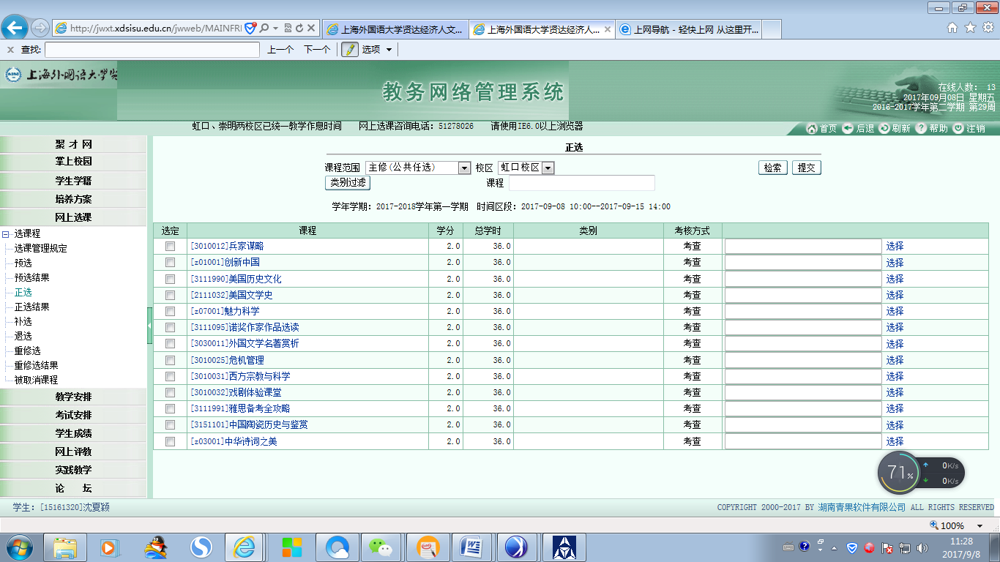 http://jwxt.xdsisu.edu.cn/jwweb/MAINFRI
上海外国语大学贤达经济人文...
上海外国语大学贤达经济人...
上网导航 - 轻快上网 从这里开...
x 查找: 上一个 下一个 选项
上海外国语大学
教务网络管理系统
在线人数: 13
2017年09月08日 星期五
2016-2017学年第二学期 第29周
虹口、崇明两校区已统一教学作息时间 网上选课咨询电话: 51278026 请使用IE6.0以上浏览器
首页 后退 刷新 帮助 注销
聚才网
掌上校园
学生学籍
培养方案
网上选课
选课程
选课管理规定
预选
预选结果
正选
正选结果
补选
退选
重修选
重修选结果
被取消课程
教学安排
考试安排
学生成绩
网上评教
实践教学
论 坛
正选
课程范围 主修(公共任选) 校区 虹口校区 检索 提交
类别过滤 课程
学年学期: 2017-2018学年第一学期 时间区段: 2017-09-08 10:00--2017-09-15 14:00
选定 课程 学分 总学时 类别 考核方式
[3010012]兵家谋略 2.0 36.0 考查 选择
[z01001]创新中国 2.0 36.0 考查 选择
[3111990]美国历史文化 2.0 36.0 考查 选择
[2111032]美国文学史 2.0 36.0 考查 选择
[z07001]魅力科学 2.0 36.0 考查 选择
[3111095]诺奖作家作品选读 2.0 36.0 考查 选择
[3030011]外国文学名著赏析 2.0 36.0 考查 选择
[3010025]危机管理 2.0 36.0 考查 选择
[3010031]西方宗教与科学 2.0 36.0 考查 选择
[3010032]戏剧体验课堂 2.0 36.0 考查 选择
[3111991]雅思备考全攻略 2.0 36.0 考查 选择
[3151101]中国陶瓷历史与鉴赏 2.0 36.0 考查 选择
[z03001]中华诗词之美 2.0 36.0 考查 选择
71% 0K/s
0K/s
学生: [15161320]沈夏颖
COPYRIGHT 2000-2017 BY 湖南青果软件有限公司 ALL RIGHTS RESERVED
100%
11:28
2017/9/8